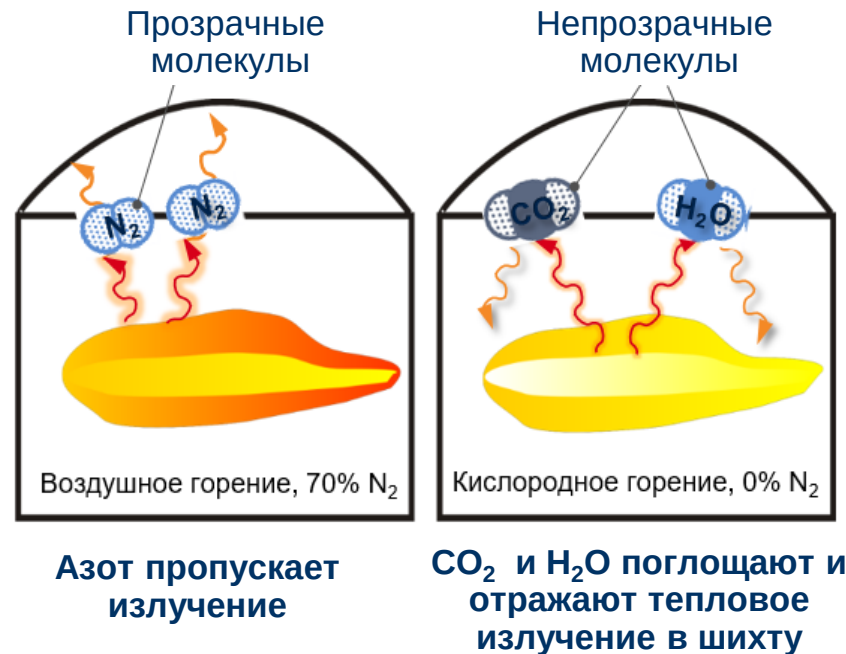 Прозрачные
молекулы
Непрозрачные
молекулы
N₂
N₂
CO₂
H₂O
Воздушное горение, 70% N₂
Кислородное горение, 0% N₂
Азот пропускает
излучение
CO₂ и H₂O поглощают и
отражают тепловое
излучение в шихту